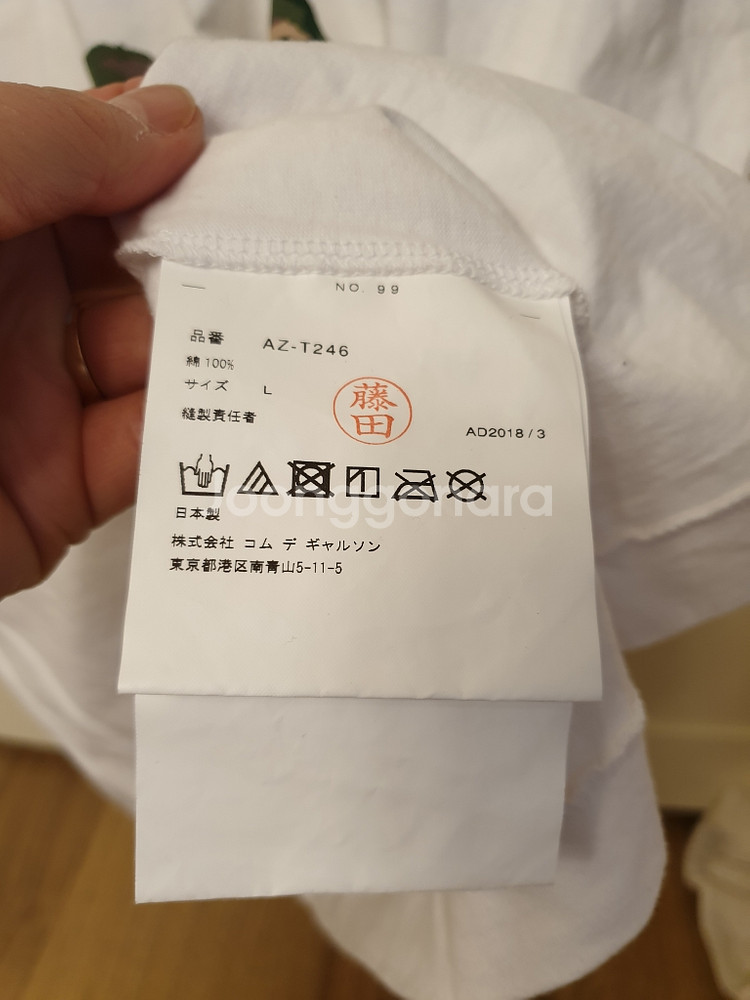 NO. 99
品番 AZ-T246
綿 100%
サイズ L
藤田
縫製責任者
AD2018 / 3
joonggonara
日本製
株式会社 コム デ ギャルソン
東京都港区南青山5-11-5